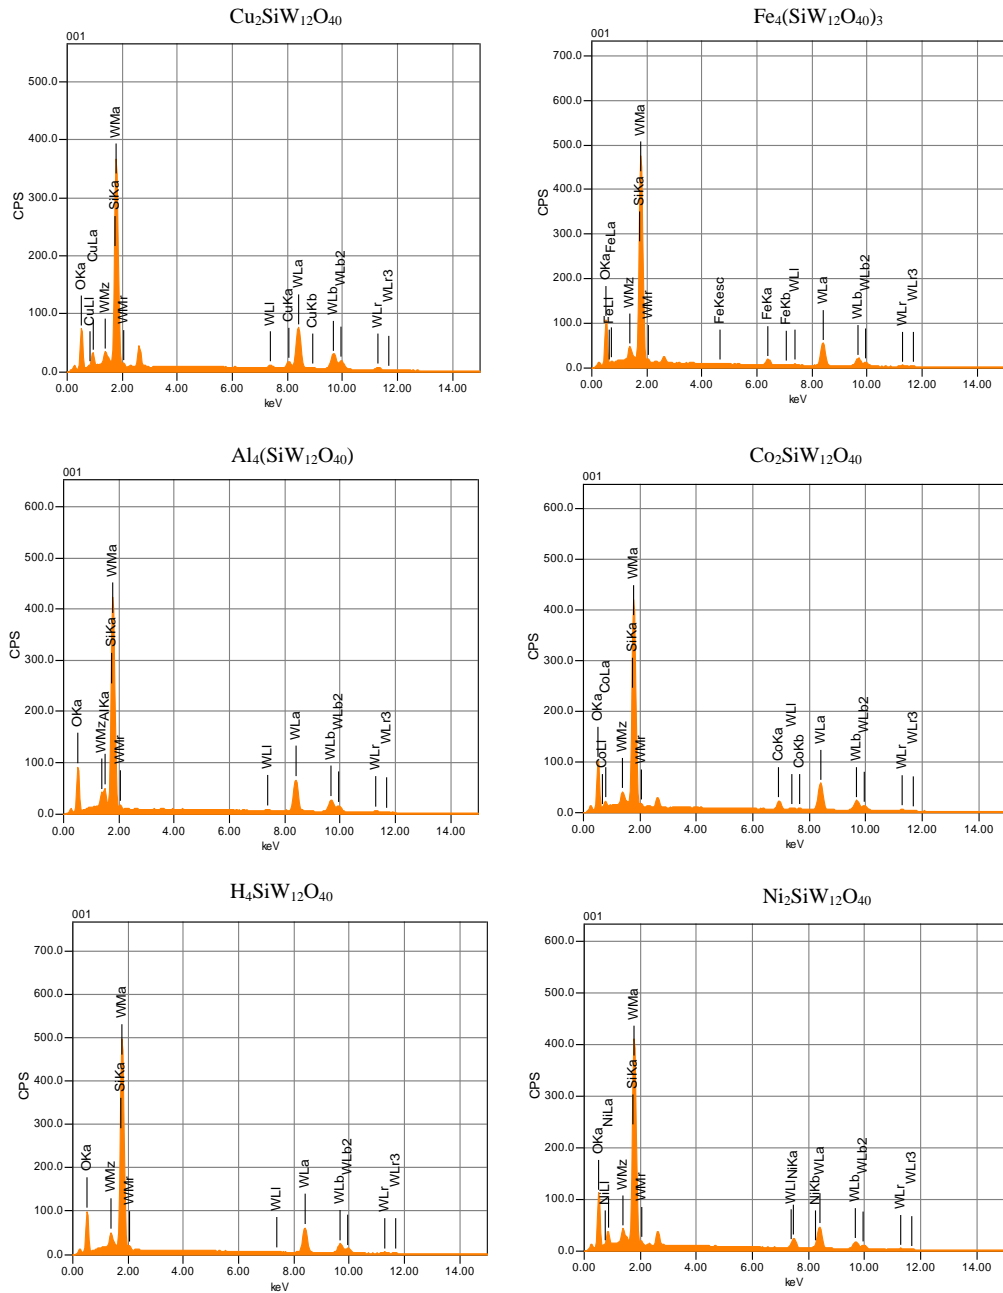 Cu₂SiW₁₂O₄₀
001
500.0
400.0
300.0
200.0
100.0
0.0
CPS
OKa
CuLl
CuLa
WMz
SiKa
WMa
WMr
WLl
CuKa
WLa
CuKb
WLb
WLb2
WLr
WLr3
0.00 2.00 4.00 6.00 8.00 10.00 12.00 14.00
keV
Fe₄(SiW₁₂O₄₀)₃
001
700.0
600.0
500.0
400.0
300.0
200.0
100.0
0.0
CPS
OKa
FeLl
FeLa
WMz
SiKa
WMa
WMr
FeKesc
FeKa
FeKb
WLl
WLa
WLb
WLb2
WLr
WLr3
0.00 2.00 4.00 6.00 8.00 10.00 12.00 14.00
keV
Al₄(SiW₁₂O₄₀)
001
600.0
500.0
400.0
300.0
200.0
100.0
0.0
CPS
OKa
WMz
AlKa
SiKa
WMa
WMr
WLl
WLa
WLb
WLb2
WLr
WLr3
0.00 2.00 4.00 6.00 8.00 10.00 12.00 14.00
keV
Co₂SiW₁₂O₄₀
001
600.0
500.0
400.0
300.0
200.0
100.0
0.0
CPS
OKa
CoLl
CoLa
WMz
SiKa
WMa
WMr
CoKa
WLl
CoKb
WLa
WLb
WLb2
WLr
WLr3
0.00 2.00 4.00 6.00 8.00 10.00 12.00 14.00
keV
H₄SiW₁₂O₄₀
001
700.0
600.0
500.0
400.0
300.0
200.0
100.0
0.0
CPS
OKa
WMz
SiKa
WMa
WMr
WLl
WLa
WLb
WLb2
WLr
WLr3
0.00 2.00 4.00 6.00 8.00 10.00 12.00 14.00
keV
Ni₂SiW₁₂O₄₀
001
600.0
500.0
400.0
300.0
200.0
100.0
0.0
CPS
OKa
NiLl
NiLa
WMz
SiKa
WMa
WMr
WLl
NiKa
NiKb
WLa
WLb
WLb2
WLr
WLr3
0.00 2.00 4.00 6.00 8.00 10.00 12.00 14.00
keV